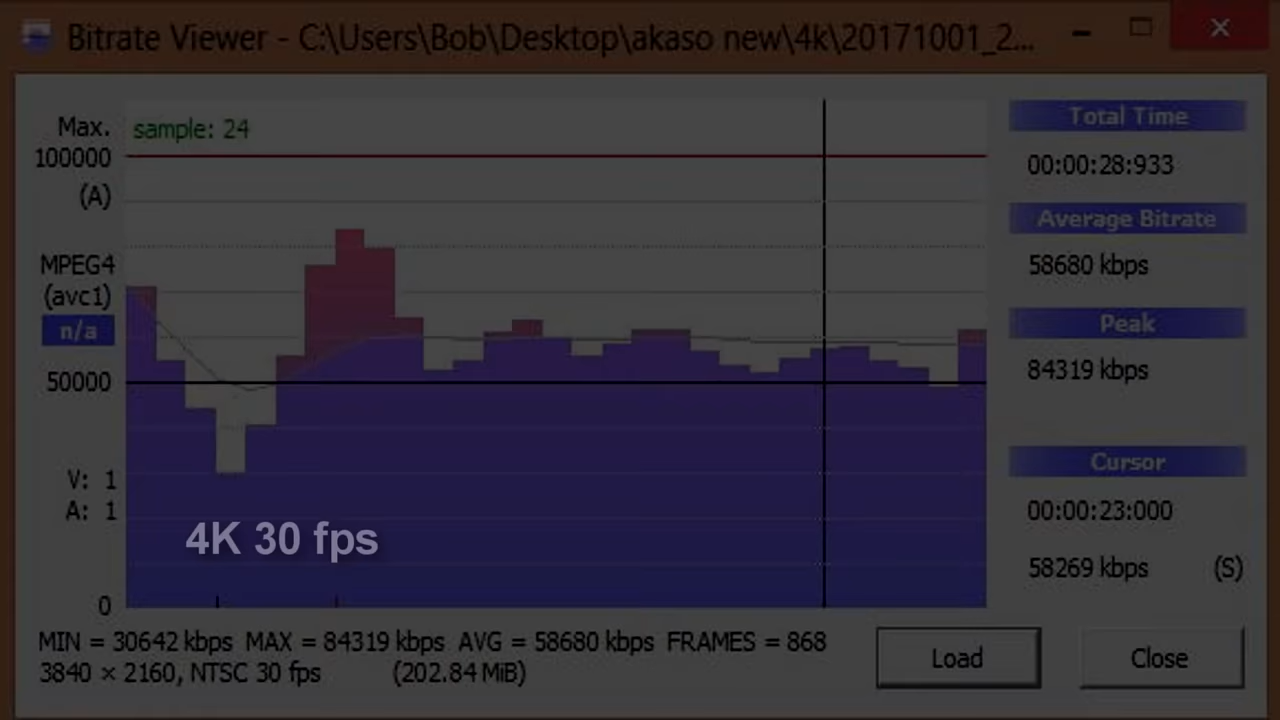 Bitrate Viewer - C:\Users\Bob\Desktop\akaso new\4k\20171001_2...
Max.
100000
(A)
sample: 24
MPEG4
(avc1)
n/a
50000
V: 1
A: 1
0
4K 30 fps
Total Time
00:00:28:933
Average Bitrate
58680 kbps
Peak
84319 kbps
Cursor
00:00:23:000
58269 kbps (S)
MIN = 30642 kbps MAX = 84319 kbps AVG = 58680 kbps FRAMES = 868
3840 × 2160, NTSC 30 fps (202.84 MiB)
Load
Close